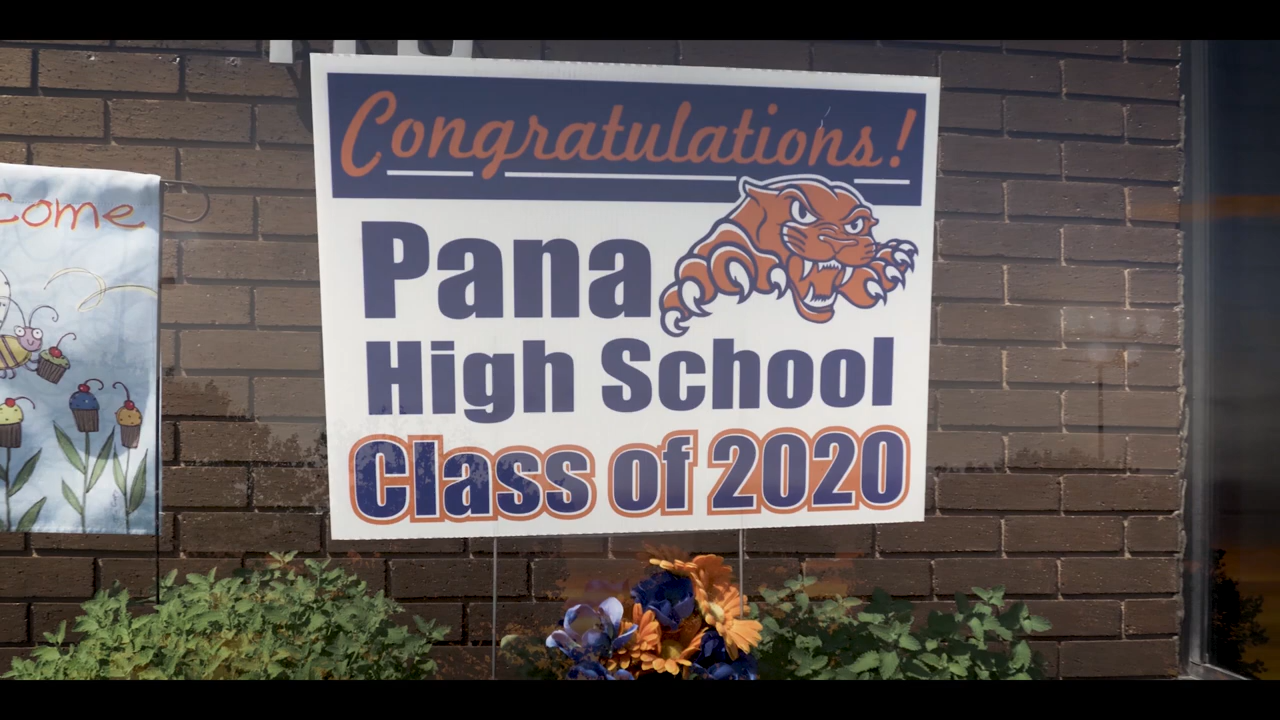 Congratulations!
Pana
High School
Class of 2020
come